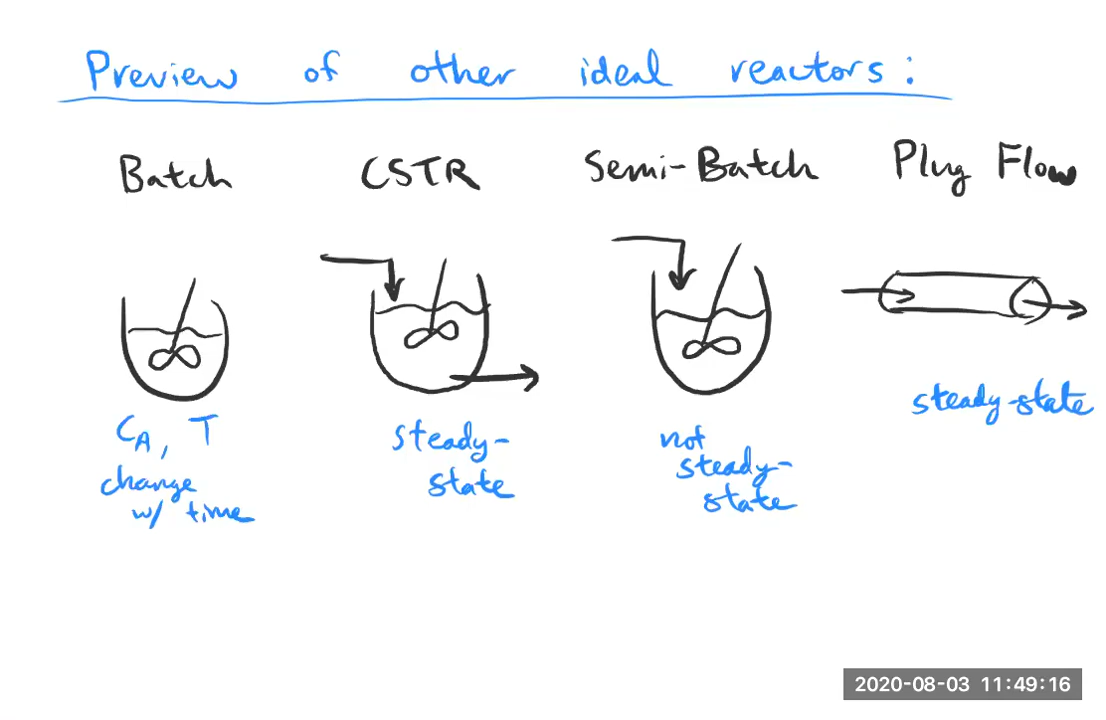 Preview of other ideal reactors:
Batch
CSTR
Semi-Batch
Plug Flow
CA, T
change
w/ time
steady-
state
not
steady-
state
steady-state
2020-08-03 11:49:16